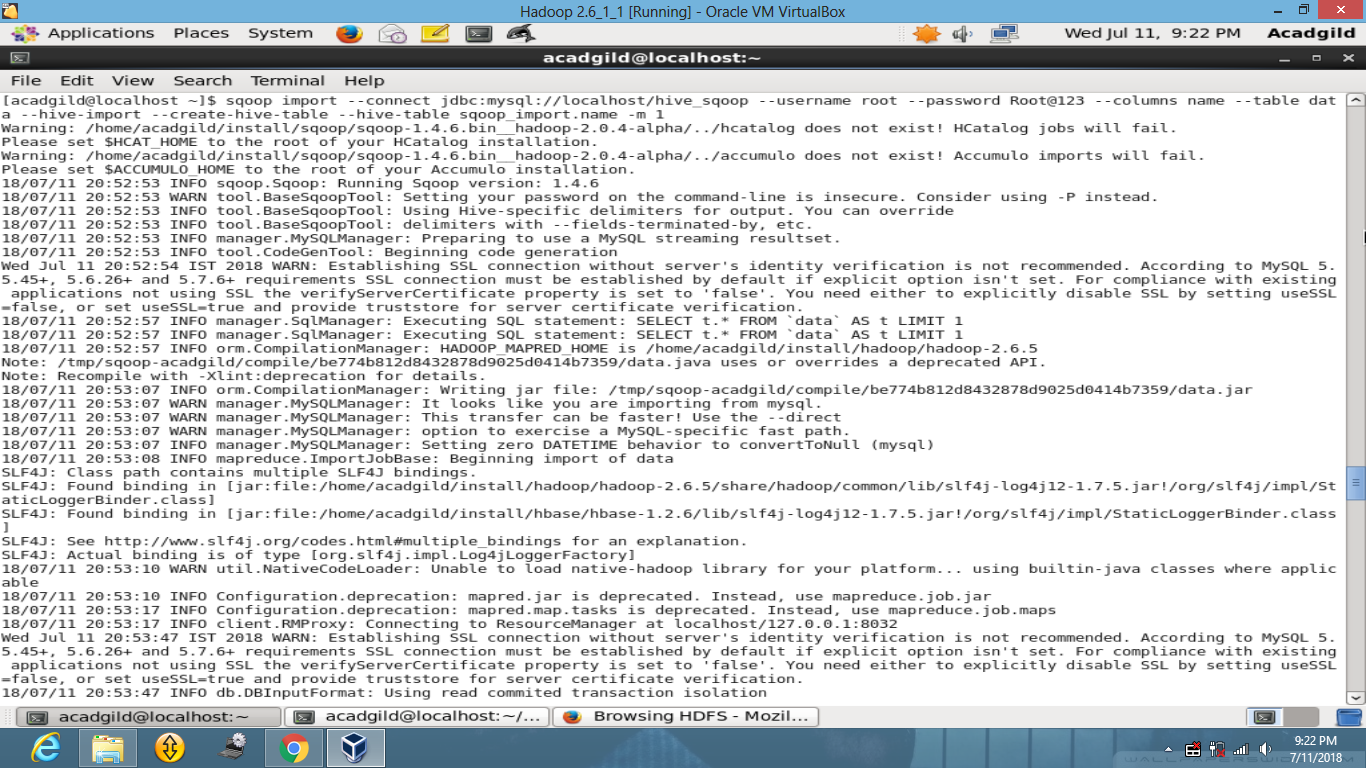 Hadoop 2.6_1_1 [Running] - Oracle VM VirtualBox
Applications Places System Wed Jul 11, 9:22 PM Acadgild
acadgild@localhost:~
File Edit View Search Terminal Help
[acadgild@localhost ~]$ sqoop import --connect jdbc:mysql://localhost/hive_sqoop --username root --password Root@123 --columns name --table dat
a --hive-import --create-hive-table --hive-table sqoop_import.name -m 1
Warning: /home/acadgild/install/sqoop/sqoop-1.4.6.bin__hadoop-2.0.4-alpha/../hcatalog does not exist! HCatalog jobs will fail.
Please set $HCAT_HOME to the root of your HCatalog installation.
Warning: /home/acadgild/install/sqoop/sqoop-1.4.6.bin__hadoop-2.0.4-alpha/../accumulo does not exist! Accumulo imports will fail.
Please set $ACCUMULO_HOME to the root of your Accumulo installation.
18/07/11 20:52:53 INFO sqoop.Sqoop: Running Sqoop version: 1.4.6
18/07/11 20:52:53 WARN tool.BaseSqoopTool: Setting your password on the command-line is insecure. Consider using -P instead.
18/07/11 20:52:53 INFO tool.BaseSqoopTool: Using Hive-specific delimiters for output. You can override
18/07/11 20:52:53 INFO tool.BaseSqoopTool: delimiters with --fields-terminated-by, etc.
18/07/11 20:52:53 INFO manager.MySQLManager: Preparing to use a MySQL streaming resultset.
18/07/11 20:52:53 INFO tool.CodeGenTool: Beginning code generation
Wed Jul 11 20:52:54 IST 2018 WARN: Establishing SSL connection without server's identity verification is not recommended. According to MySQL 5.
5.45+, 5.6.26+ and 5.7.6+ requirements SSL connection must be established by default if explicit option isn't set. For compliance with existing
applications not using SSL the verifyServerCertificate property is set to 'false'. You need either to explicitly disable SSL by setting useSSL
=false, or set useSSL=true and provide truststore for server certificate verification.
18/07/11 20:52:57 INFO manager.SqlManager: Executing SQL statement: SELECT t.* FROM `data` AS t LIMIT 1
18/07/11 20:52:57 INFO manager.SqlManager: Executing SQL statement: SELECT t.* FROM `data` AS t LIMIT 1
18/07/11 20:52:57 INFO orm.CompilationManager: HADOOP_MAPRED_HOME is /home/acadgild/install/hadoop/hadoop-2.6.5
Note: /tmp/sqoop-acadgild/compile/be774b812d8432878d9025d0414b7359/data.java uses or overrides a deprecated API.
Note: Recompile with -Xlint:deprecation for details.
18/07/11 20:53:07 INFO orm.CompilationManager: Writing jar file: /tmp/sqoop-acadgild/compile/be774b812d8432878d9025d0414b7359/data.jar
18/07/11 20:53:07 WARN manager.MySQLManager: It looks like you are importing from mysql.
18/07/11 20:53:07 WARN manager.MySQLManager: This transfer can be faster! Use the --direct
18/07/11 20:53:07 WARN manager.MySQLManager: option to exercise a MySQL-specific fast path.
18/07/11 20:53:07 INFO manager.MySQLManager: Setting zero DATETIME behavior to convertToNull (mysql)
18/07/11 20:53:08 INFO mapreduce.ImportJobBase: Beginning import of data
SLF4J: Class path contains multiple SLF4J bindings.
SLF4J: Found binding in [jar:file:/home/acadgild/install/hadoop/hadoop-2.6.5/share/hadoop/common/lib/slf4j-log4j12-1.7.5.jar!/org/slf4j/impl/St
aticLoggerBinder.class]
SLF4J: Found binding in [jar:file:/home/acadgild/install/hbase/hbase-1.2.6/lib/slf4j-log4j12-1.7.5.jar!/org/slf4j/impl/StaticLoggerBinder.class
]
SLF4J: See http://www.slf4j.org/codes.html#multiple_bindings for an explanation.
SLF4J: Actual binding is of type [org.slf4j.impl.Log4jLoggerFactory]
18/07/11 20:53:10 WARN util.NativeCodeLoader: Unable to load native-hadoop library for your platform... using builtin-java classes where applic
able
18/07/11 20:53:10 INFO Configuration.deprecation: mapred.jar is deprecated. Instead, use mapreduce.job.jar
18/07/11 20:53:17 INFO Configuration.deprecation: mapred.map.tasks is deprecated. Instead, use mapreduce.job.maps
18/07/11 20:53:17 INFO client.RMProxy: Connecting to ResourceManager at localhost/127.0.0.1:8032
Wed Jul 11 20:53:47 IST 2018 WARN: Establishing SSL connection without server's identity verification is not recommended. According to MySQL 5.
5.45+, 5.6.26+ and 5.7.6+ requirements SSL connection must be established by default if explicit option isn't set. For compliance with existing
applications not using SSL the verifyServerCertificate property is set to 'false'. You need either to explicitly disable SSL by setting useSSL
=false, or set useSSL=true and provide truststore for server certificate verification.
18/07/11 20:53:47 INFO db.DBInputFormat: Using read commited transaction isolation
acadgild@localhost:~ acadgild@localhost:~/... Browsing HDFS - Mozil...
9:22 PM
7/11/2018